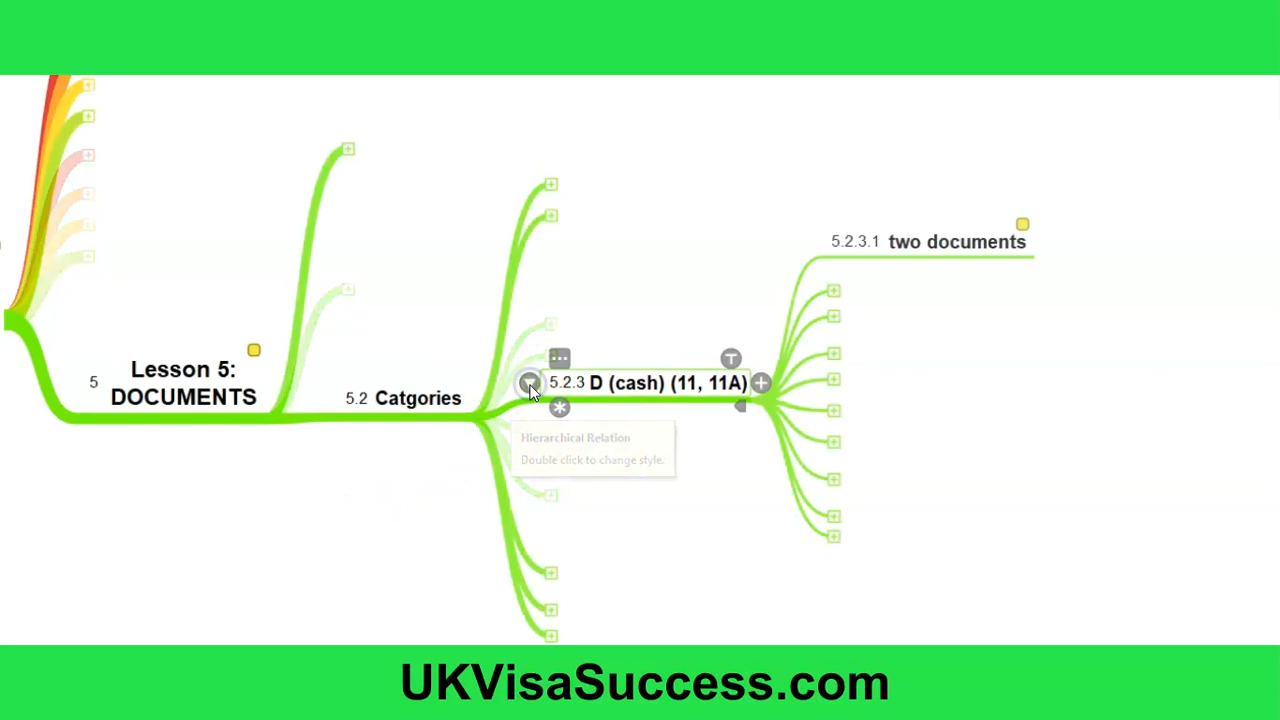 5.2.3.1 two documents
5 Lesson 5:
DOCUMENTS
5.2 Catgories
T
5.2.3 D (cash) (11, 11A)
Hierarchical Relation
Double click to change style.
UKVisaSuccess.com